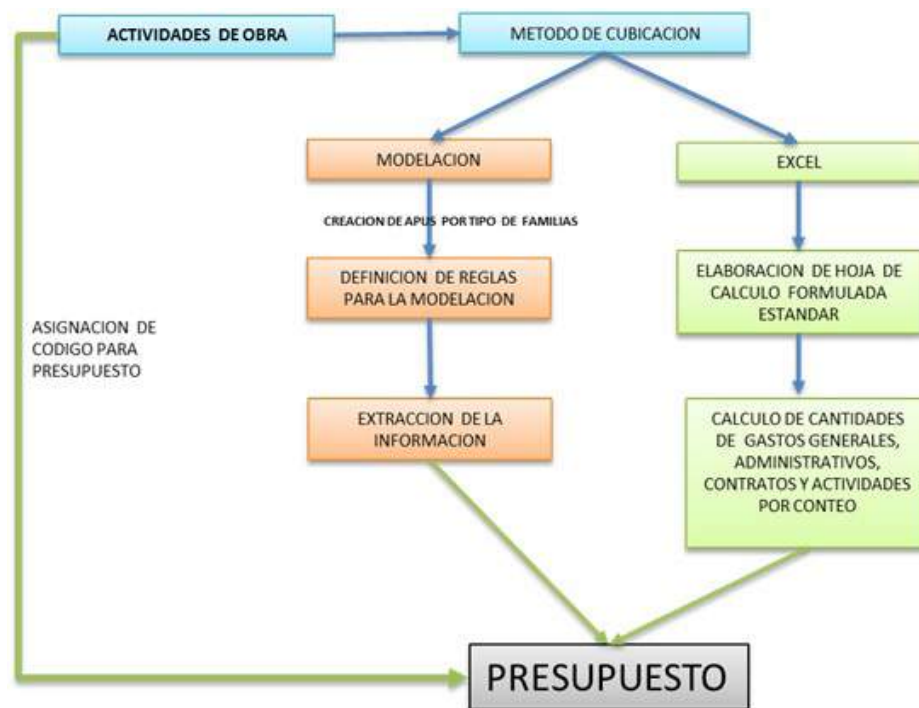 ACTIVIDADES DE OBRA
METODO DE CUBICACION
MODELACION
EXCEL
CREACION DE APUS POR TIPO DE FAMILIAS
DEFINICION DE REGLAS
PARA LA MODELACION
ELABORACION DE HOJA DE
CALCULO FORMULADA
ESTANDAR
ASIGNACION DE
CODIGO PARA
PRESUPUESTO
EXTRACCION DE LA
INFORMACION
CALCULO DE CANTIDADES
DE GASTOS GENERALES,
ADMINISTRATIVOS,
CONTRATOS Y ACTIVIDADES
POR CONTEO
PRESUPUESTO